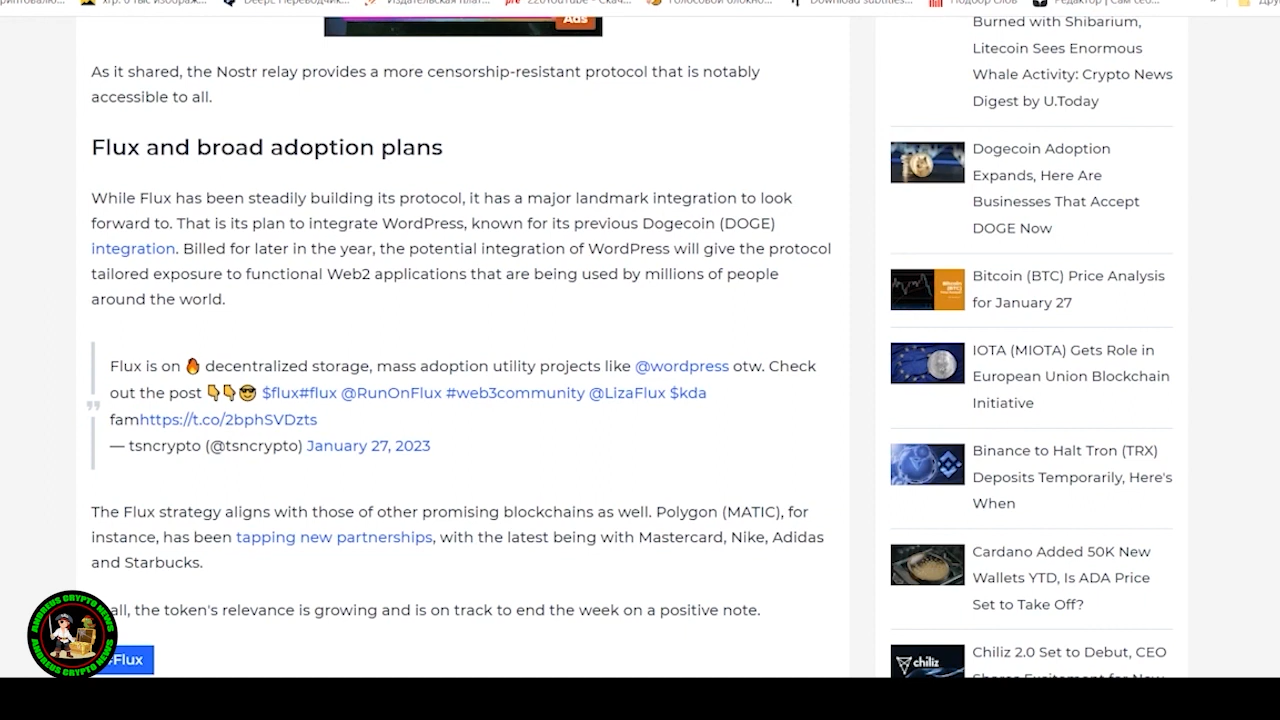 Ads
As it shared, the Nostr relay provides a more censorship-resistant protocol that is notably
accessible to all.
Flux and broad adoption plans
While Flux has been steadily building its protocol, it has a major landmark integration to look
forward to. That is its plan to integrate WordPress, known for its previous Dogecoin (DOGE)
integration. Billed for later in the year, the potential integration of WordPress will give the protocol
tailored exposure to functional Web2 applications that are being used by millions of people
around the world.
Flux is on 🔥 decentralized storage, mass adoption utility projects like @wordpress otw. Check
out the post 👇👇😎 $flux#flux @RunOnFlux #web3community @LizaFlux $kda
famhttps://t.co/2bphSVDzts
— tsncrypto (@tsncrypto) January 27, 2023
The Flux strategy aligns with those of other promising blockchains as well. Polygon (MATIC), for
instance, has been tapping new partnerships, with the latest being with Mastercard, Nike, Adidas
and Starbucks.
all, the token's relevance is growing and is on track to end the week on a positive note.
#Flux
ANDREUS CRYPTO NEWS
ANDREUS CRYPTO NEWS
Burned with Shibarium,
Litecoin Sees Enormous
Whale Activity: Crypto News
Digest by U.Today
Dogecoin Adoption
Expands, Here Are
Businesses That Accept
DOGE Now
Bitcoin (BTC) Price Analysis
for January 27
IOTA (MIOTA) Gets Role in
European Union Blockchain
Initiative
Binance to Halt Tron (TRX)
Deposits Temporarily, Here's
When
Cardano Added 50K New
Wallets YTD, Is ADA Price
Set to Take Off?
chiliz
Chiliz 2.0 Set to Debut, CEO